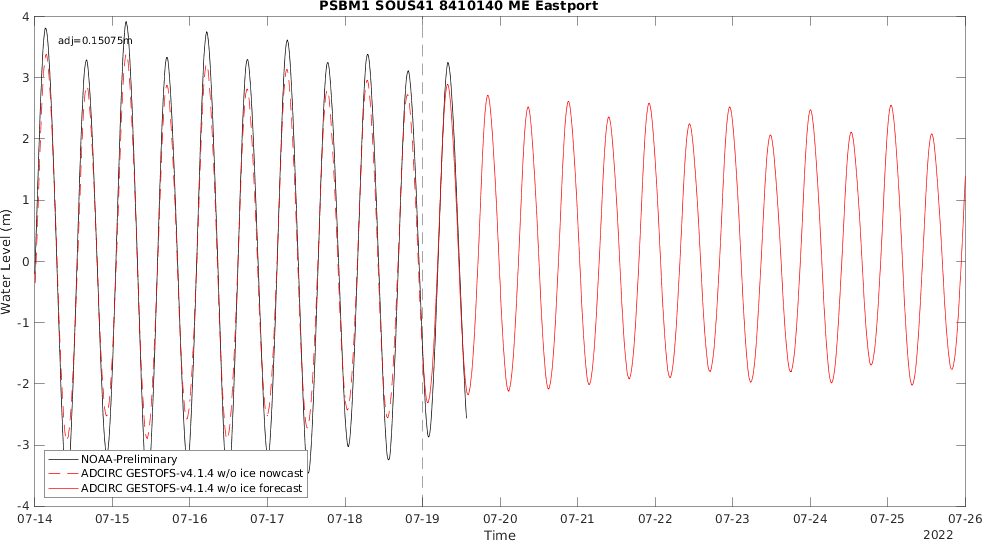 PSBM1 SOUS41 8410140 ME Eastport
adj=0.15075m
4
3
2
1
0
-1
-2
-3
-4
Water Level (m)
NOAA-Preliminary
ADCIRC GESTOFS-v4.1.4 w/o ice nowcast
ADCIRC GESTOFS-v4.1.4 w/o ice forecast
07-14 07-15 07-16 07-17 07-18 07-19 07-20 07-21 07-22 07-23 07-24 07-25 07-26
Time
2022